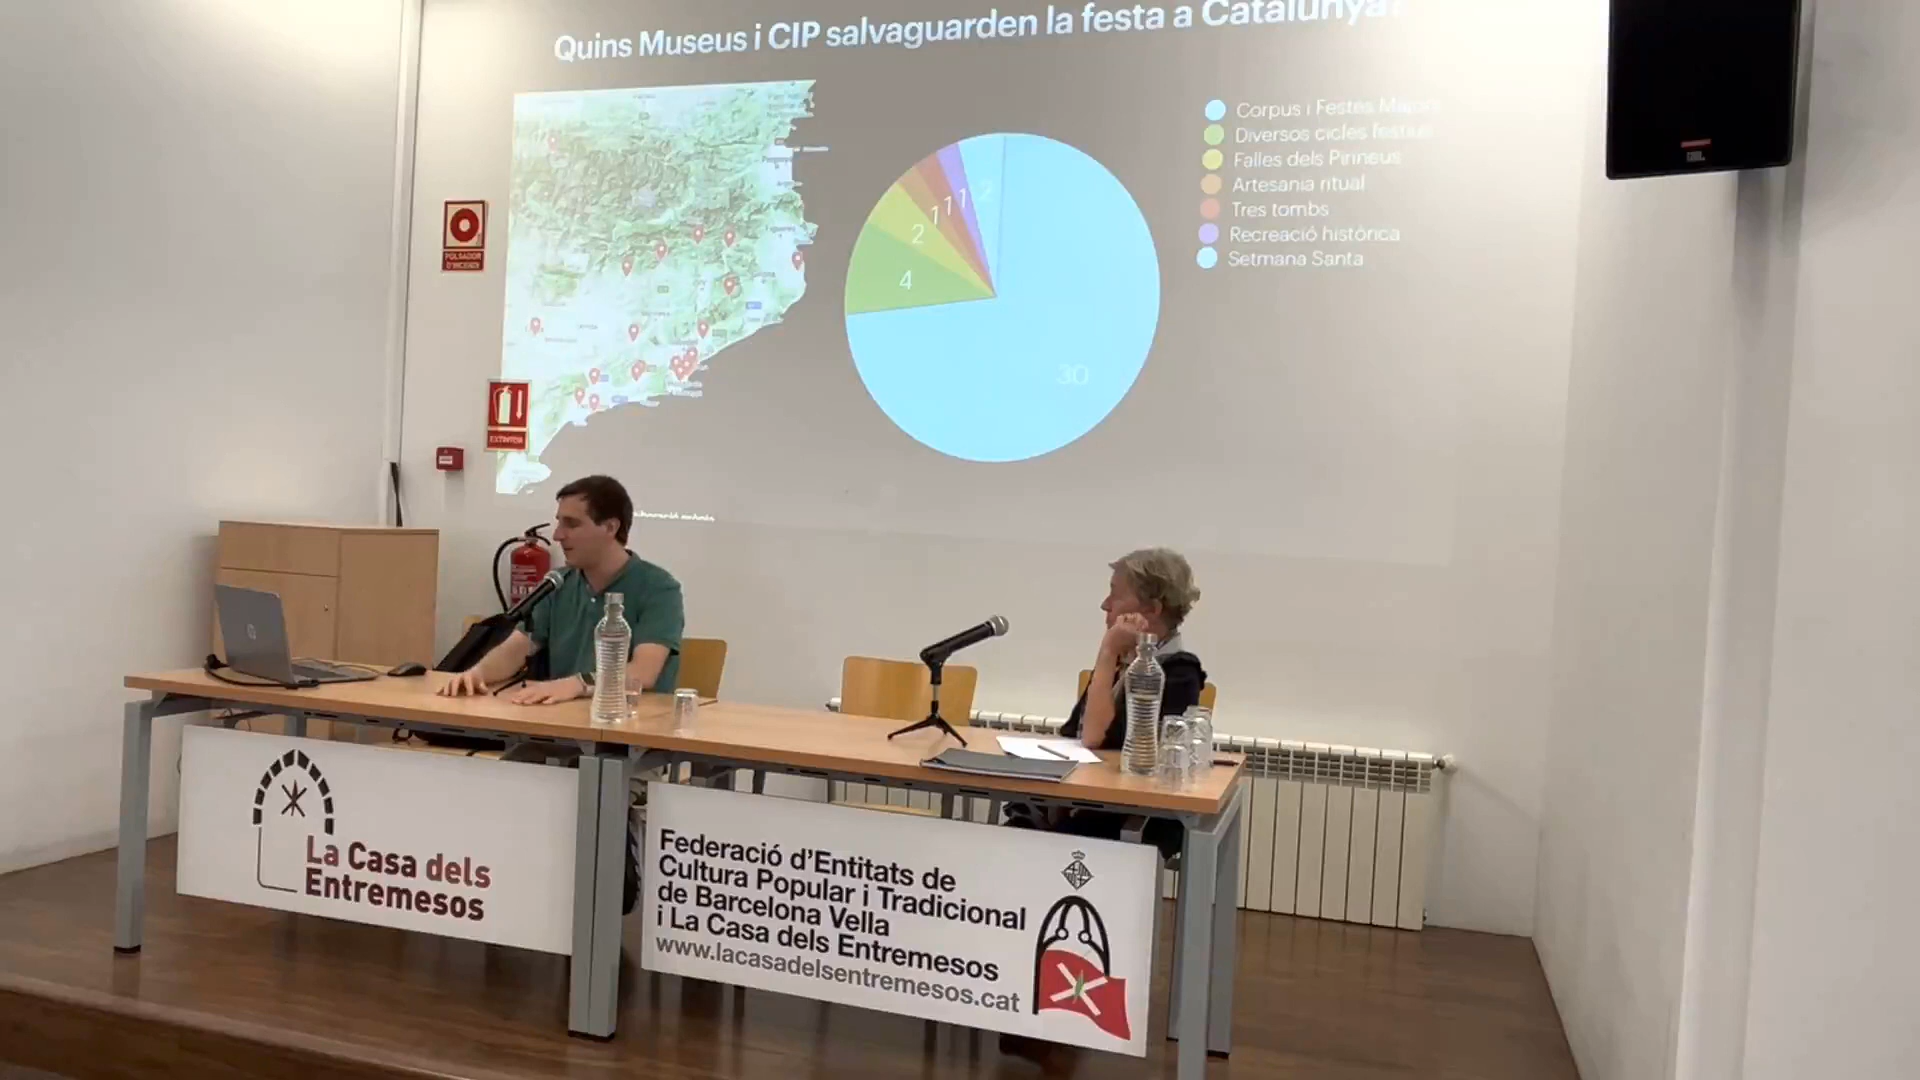 Quins Museus i CIP salvaguarden la festa a Catalunya?
Corpus i Festes Majors
Diversos cicles festius
Falles dels Pirineus
Artesania ritual
Tres tombs
Recreació històrica
Setmana Santa
2
1
1
1
2
4
30
POLSADOR
D'INCENDI
EXTINTOR
JBL
hp
La Casa dels
Entremesos
Federació d'Entitats de
Cultura Popular i Tradicional
de Barcelona Vella
i La Casa dels Entremesos
www.lacasadelsentremesos.cat